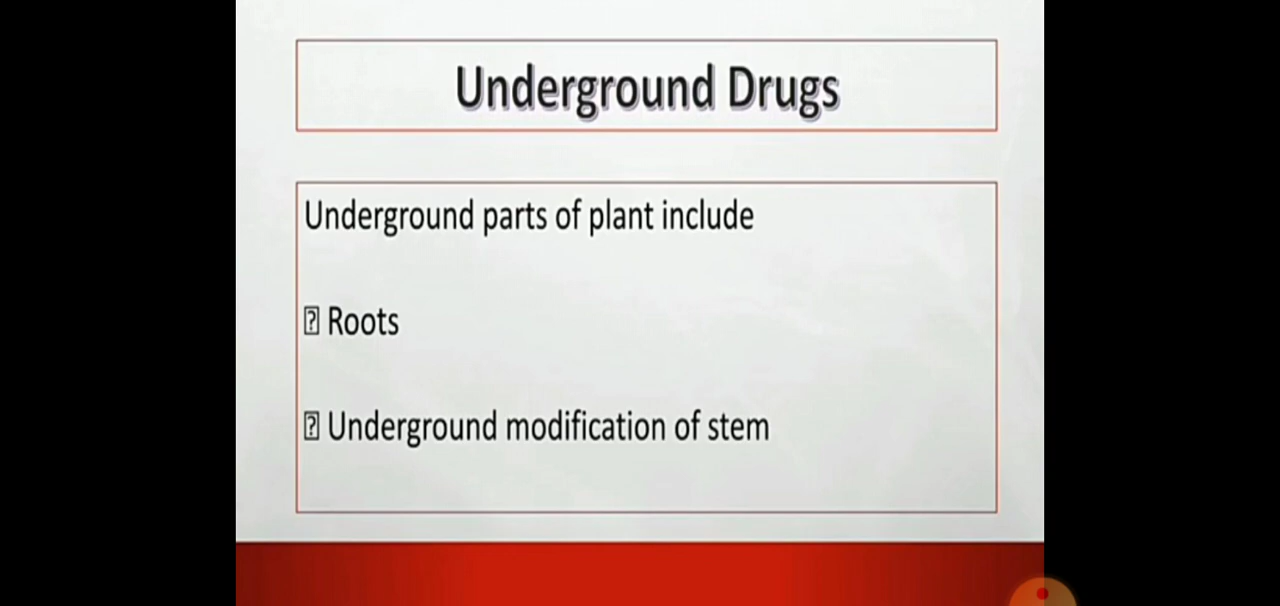 Underground Drugs
Underground parts of plant include
⍰ Roots
⍰ Underground modification of stem